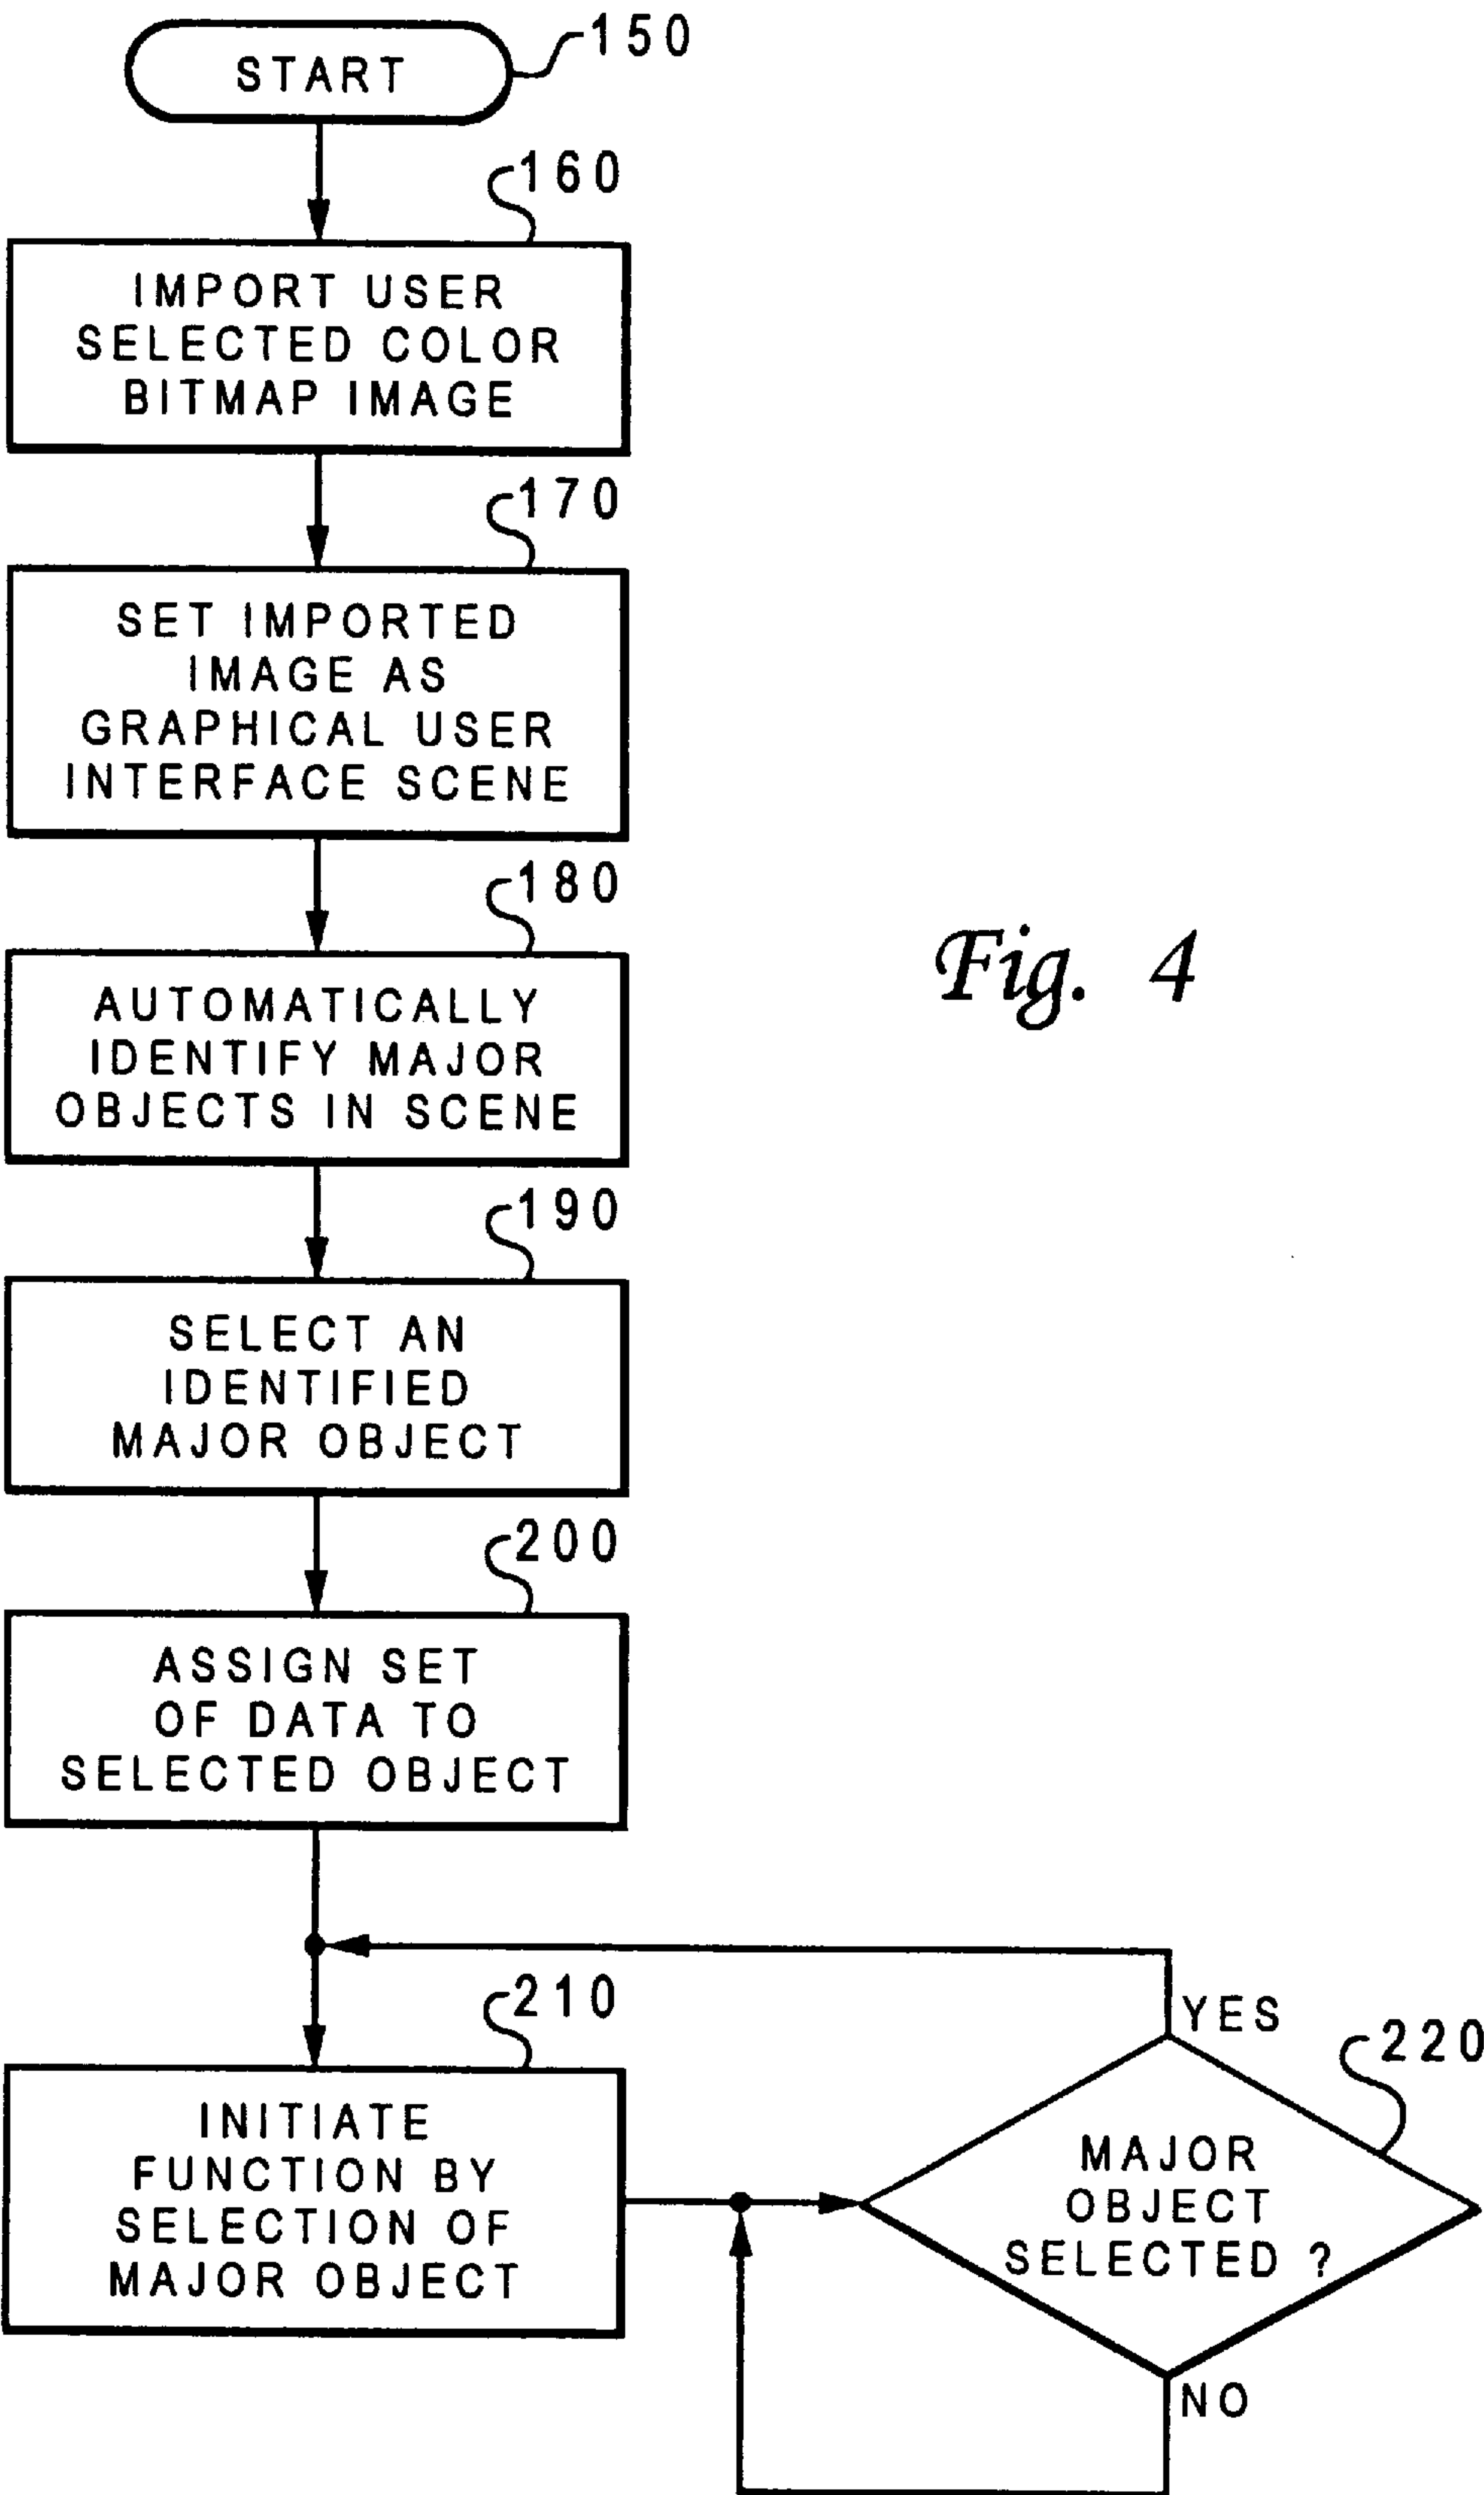 START
150
160
IMPORT USER
SELECTED COLOR
BITMAP IMAGE
170
SET IMPORTED
IMAGE AS
GRAPHICAL USER
INTERFACE SCENE
180
AUTOMATICALLY
IDENTIFY MAJOR
OBJECTS IN SCENE
Fig. 4
190
SELECT AN
IDENTIFIED
MAJOR OBJECT
200
ASSIGN SET
OF DATA TO
SELECTED OBJECT
210
INITIATE
FUNCTION BY
SELECTION OF
MAJOR OBJECT
YES
220
MAJOR
OBJECT
SELECTED ?
NO